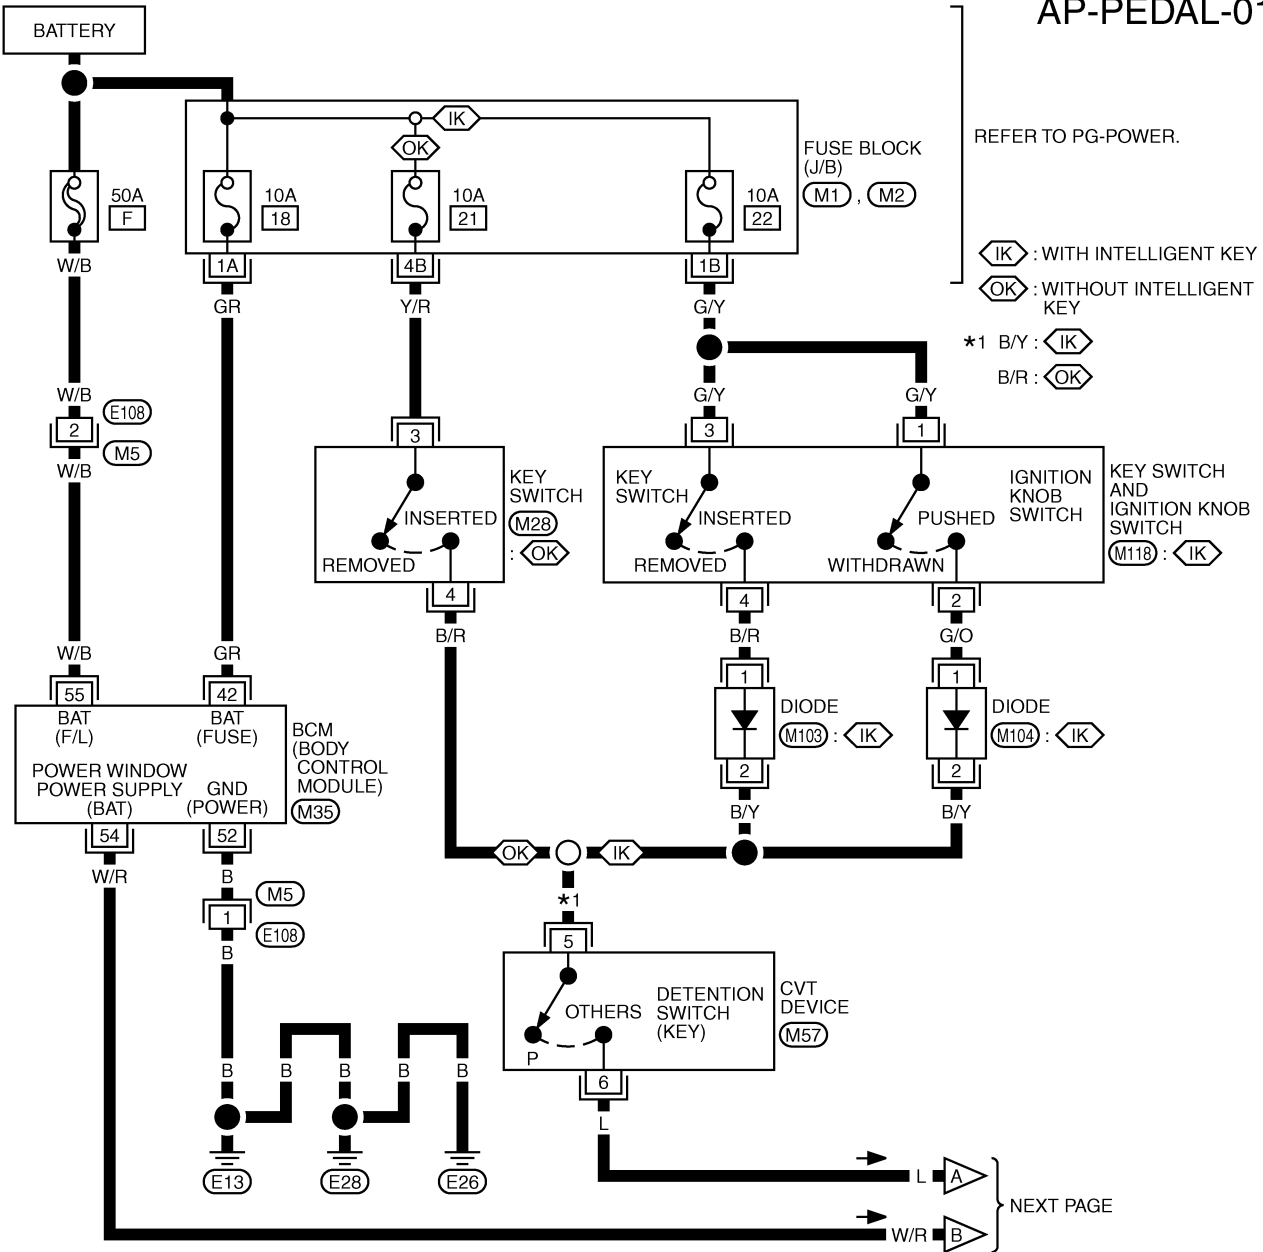 AP-PEDAL-01
BATTERY
REFER TO PG-POWER.
IK
OK
FUSE BLOCK
(J/B)
M1 , M2
50A
F
10A
18
10A
21
10A
22
IK : WITH INTELLIGENT KEY
OK : WITHOUT INTELLIGENT
KEY
*1 B/Y : IK
B/R : OK
W/B
1A
4B
1B
GR
Y/R
G/Y
W/B
G/Y
G/Y
E108
2
M5
W/B
3
3
1
KEY
SWITCH
M28
: OK
INSERTED
REMOVED
KEY
SWITCH
INSERTED
REMOVED
IGNITION
KNOB
SWITCH
PUSHED
WITHDRAWN
KEY SWITCH
AND
IGNITION KNOB
SWITCH
M118 : IK
4
4
2
B/R
B/R
G/O
W/B
GR
55
42
1
1
BAT
(F/L)
BAT
(FUSE)
BCM
(BODY
CONTROL
MODULE)
M35
POWER WINDOW
POWER SUPPLY
(BAT)
GND
(POWER)
DIODE
M103 : IK
DIODE
M104 : IK
2
2
B/Y
B/Y
54
52
OK
IK
W/R
B
M5
1
E108
B
*1
5
OTHERS
P
DETENTION
SWITCH
(KEY)
CVT
DEVICE
M57
6
B
B
B
B
B
L
E13
E28
E26
L
A
NEXT PAGE
W/R
B